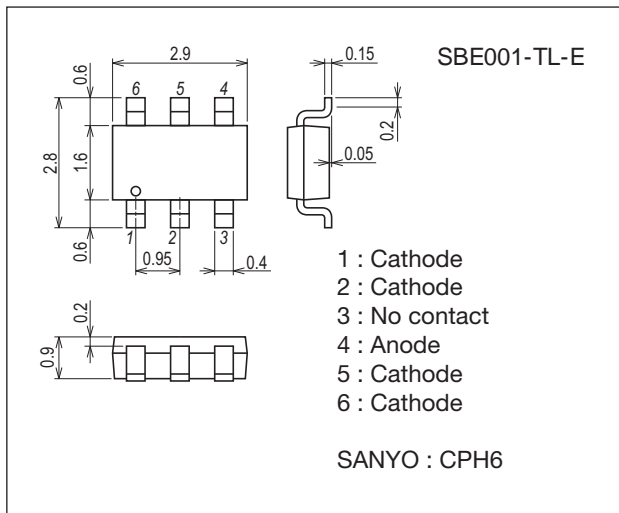 SBE001-TL-E
2.9
0.15
0.6
6 5 4
0.2
2.8
1.6
0.05
0.6
1 2 3
0.95
0.4
0.2
0.9
1 : Cathode
2 : Cathode
3 : No contact
4 : Anode
5 : Cathode
6 : Cathode
SANYO : CPH6